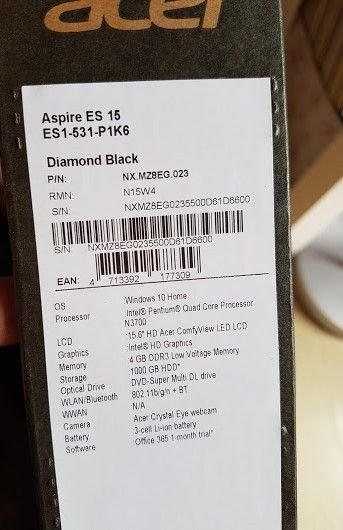 acer
Aspire ES 15
ES1-531-P1K6
Diamond Black
P/N: NX.MZ8EG.023
RMN: N15W4
S/N: NXMZ8EG0235500D61D6600
S/N: NXMZ8EG0235500D61D6600
EAN: 4 713392 177309
OS Windows 10 Home
Processor Intel® Pentium® Quad Core Processor
N3700
LCD 15.6" HD Acer ComfyView LED LCD
Graphics Intel® HD Graphics
Memory 4 GB DDR3 Low Voltage Memory
Storage 1000 GB HDD*
Optical Drive DVD-Super Multi DL drive
WLAN/Bluetooth 802.11b/g/n + BT
WWAN N/A
Camera Acer Crystal Eye webcam
Battery 3-cell Li-ion battery
Software Office 365 1-month trial*